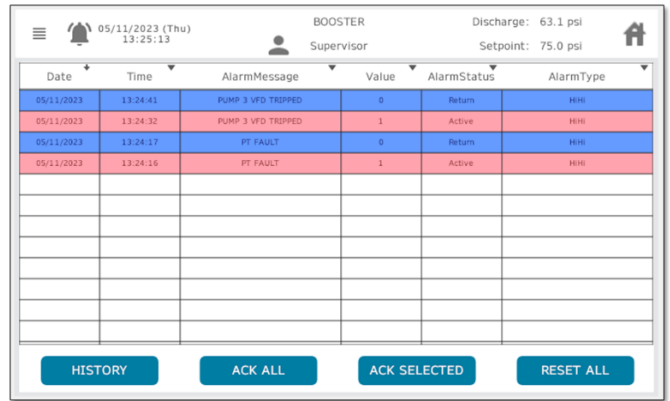 05/11/2023 (Thu) BOOSTER Discharge: 63.1 psi
13:25:13 Supervisor Setpoint: 75.0 psi
Date Time AlarmMessage Value AlarmStatus AlarmType
05/11/2023 13:24:41 PUMP 3 VFD TRIPPED 0 Return HiHi
05/11/2023 13:24:32 PUMP 3 VFD TRIPPED 1 Active HiHi
05/11/2023 13:24:17 PT FAULT 0 Return HiHi
05/11/2023 13:24:16 PT FAULT 1 Active HiHi
HISTORY ACK ALL ACK SELECTED RESET ALL